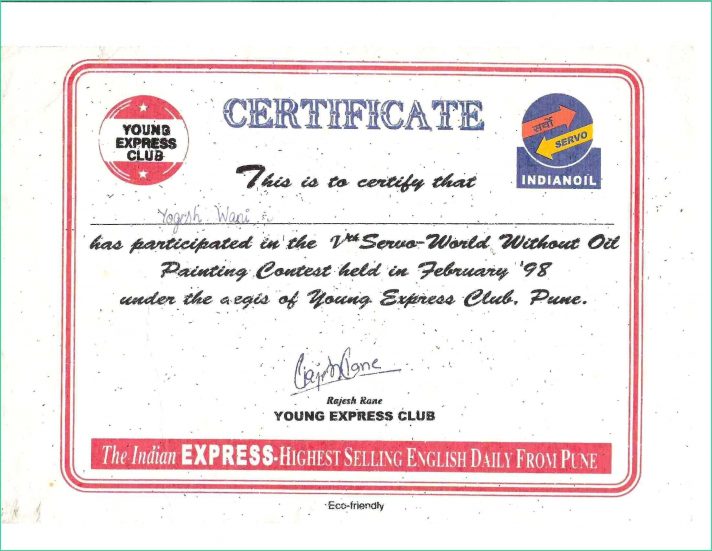 CERTIFICATE
YOUNG
EXPRESS
CLUB
सर्वो
SERVO
INDIANOIL
This is to certify that
Yogesh Wani
has participated in the Vth Servo-World Without Oil
Painting Contest held in February '98
under the aegis of Young Express Club, Pune.
Rajesh Rane
Rajesh Rane
YOUNG EXPRESS CLUB
The Indian EXPRESS-HIGHEST SELLING ENGLISH DAILY FROM PUNE
Eco-friendly